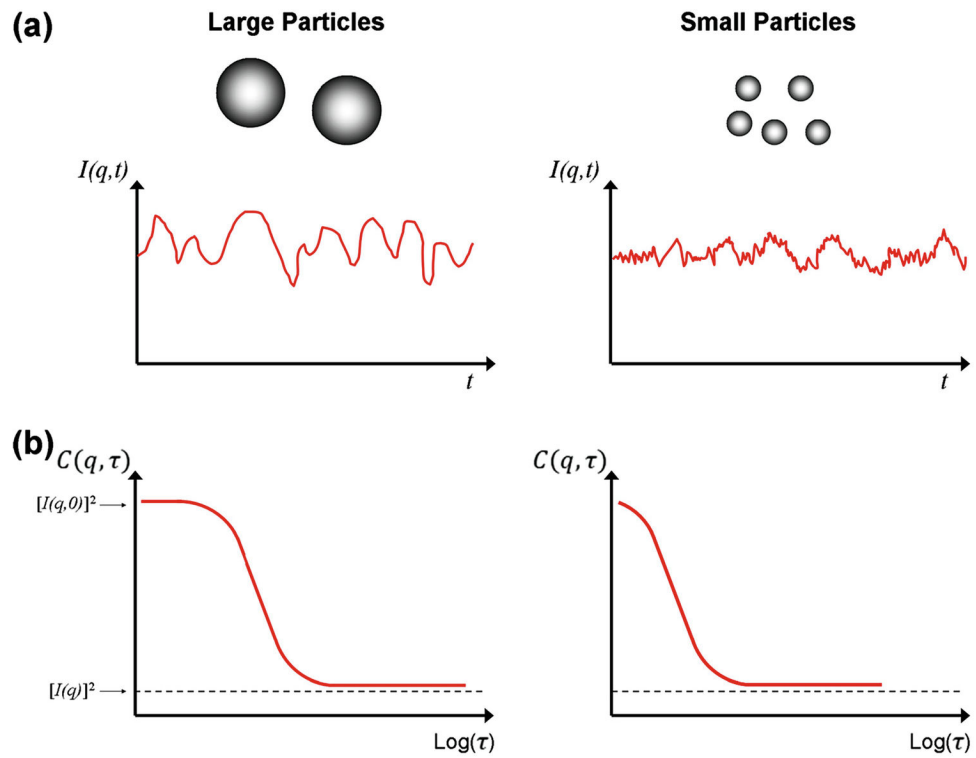 (a)
Large Particles
Small Particles
I(q,t)
I(q,t)
t
t
(b)
C(q, τ)
C(q, τ)
[I(q,0)]²
[I(q)]²
Log(τ)
Log(τ)